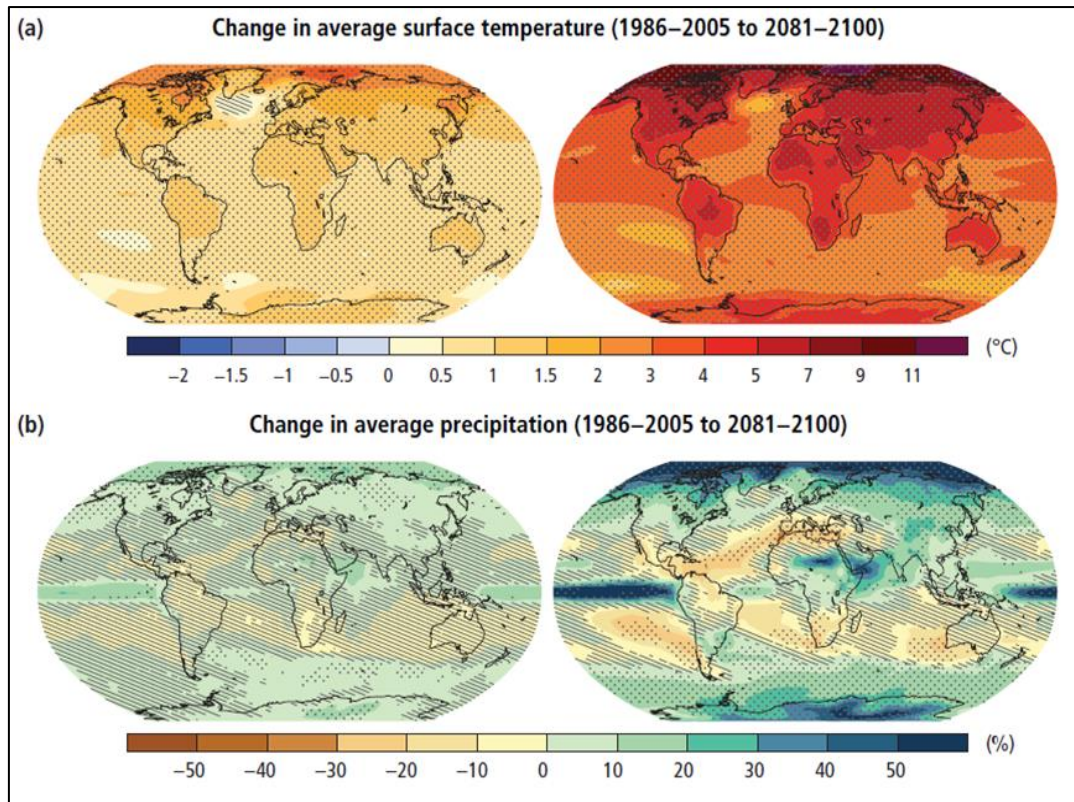 (a) Change in average surface temperature (1986–2005 to 2081–2100)
(°C)
−2 −1.5 −1 −0.5 0 0.5 1 1.5 2 3 4 5 7 9 11
(b) Change in average precipitation (1986–2005 to 2081–2100)
(%)
−50 −40 −30 −20 −10 0 10 20 30 40 50